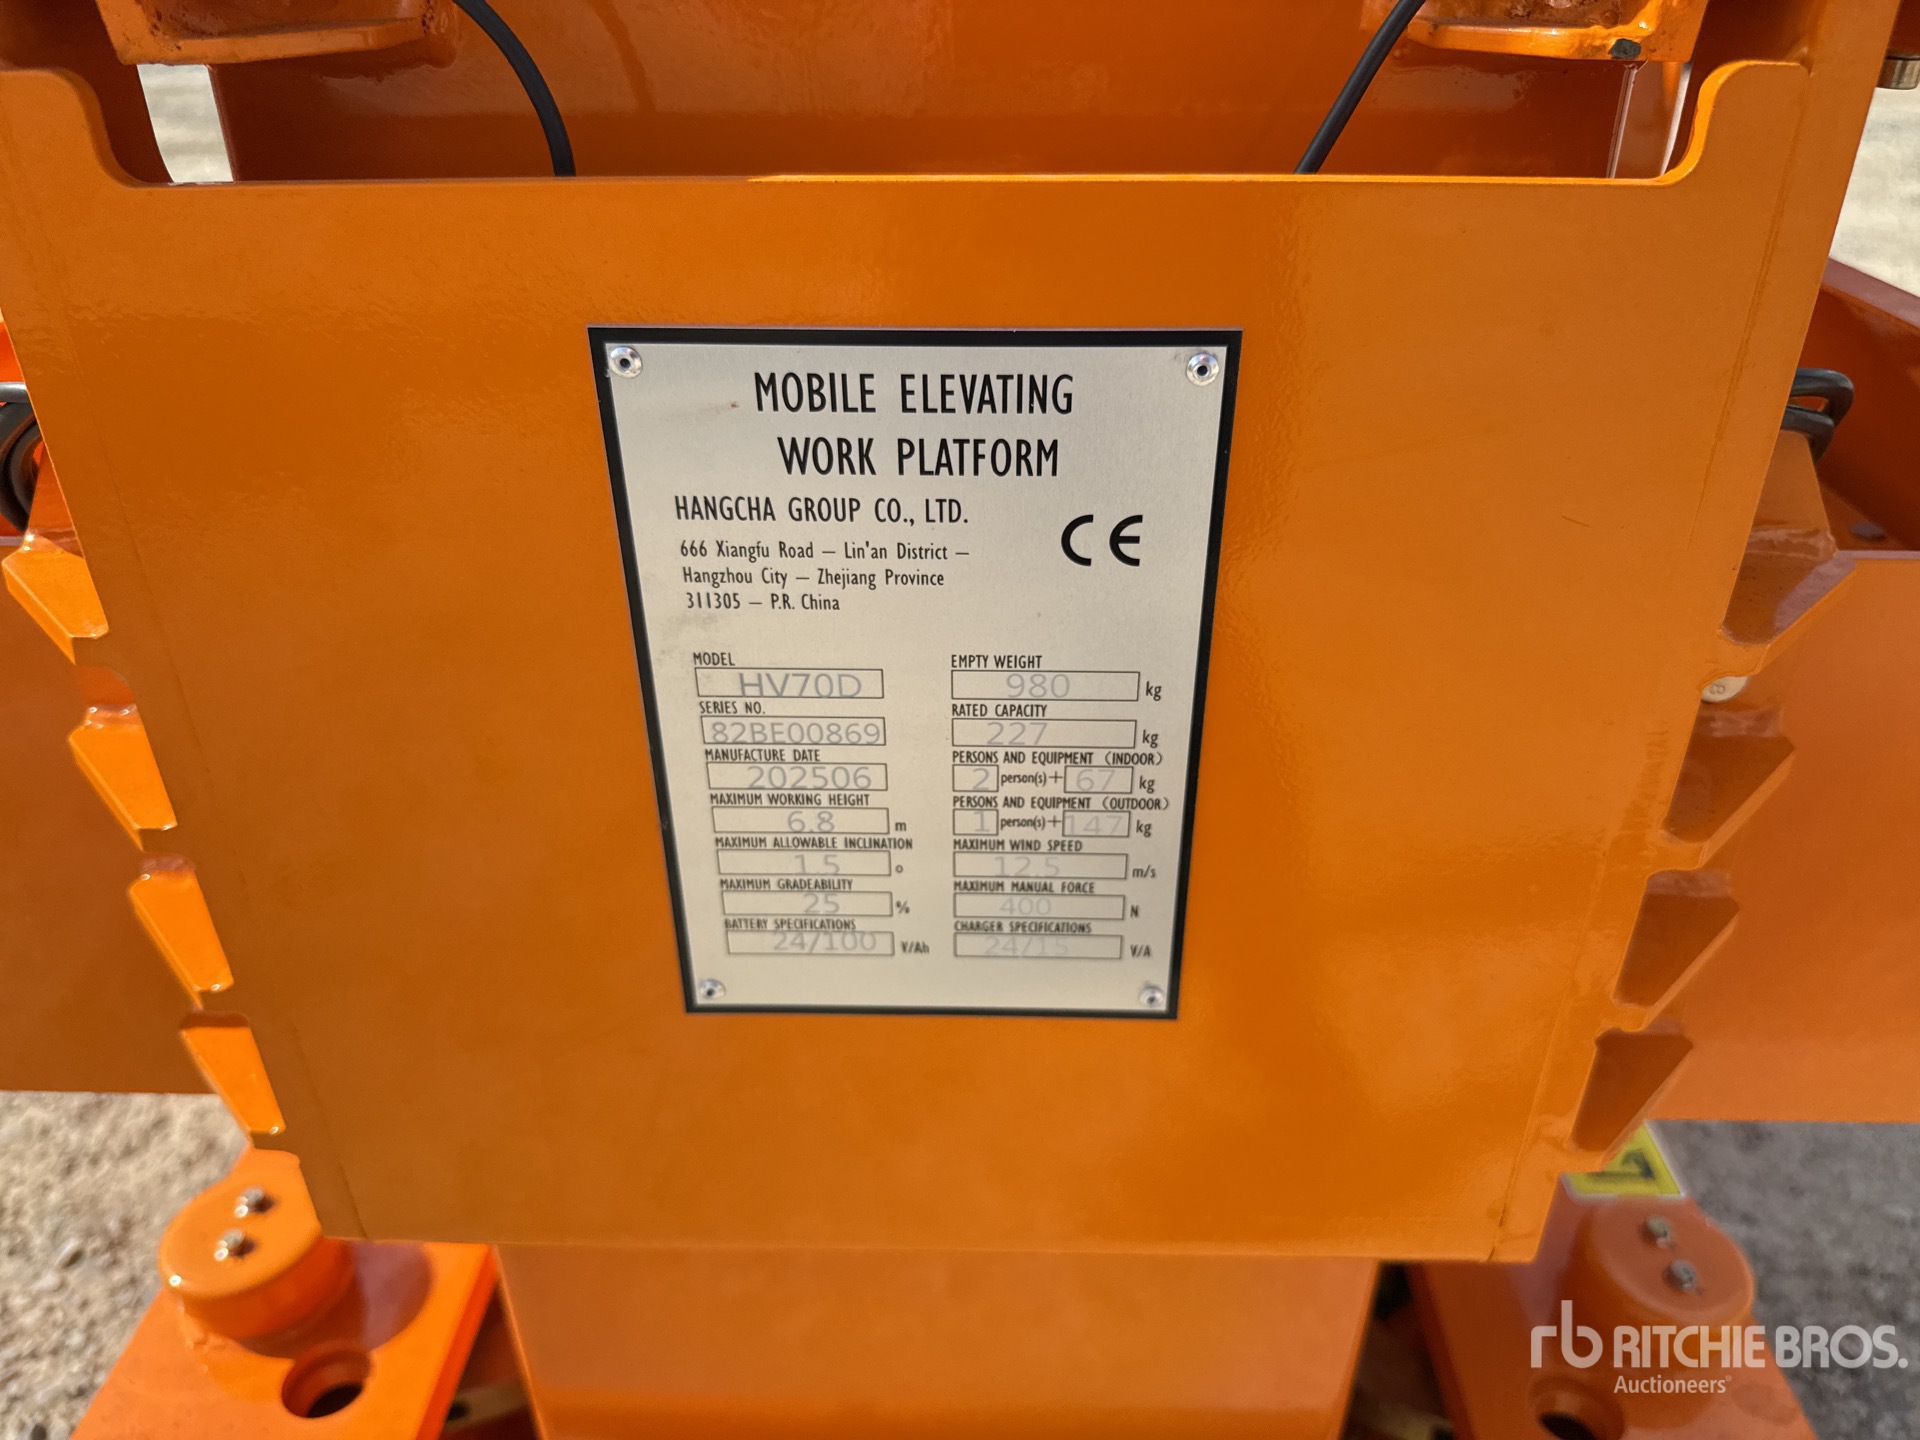 MOBILE ELEVATING
WORK PLATFORM
HANGCHA GROUP CO., LTD.
CE
666 Xiangfu Road – Lin'an District –
Hangzhou City – Zhejiang Province
311305 – P.R. China
MODEL
HV70D
SERIES NO.
82BE00869
MANUFACTURE DATE
202506
MAXIMUM WORKING HEIGHT
6.8 m
MAXIMUM ALLOWABLE INCLINATION
1.5 °
MAXIMUM GRADEABILITY
25 %
BATTERY SPECIFICATIONS
24/100 V/Ah
EMPTY WEIGHT
980 kg
RATED CAPACITY
227 kg
PERSONS AND EQUIPMENT (INDOOR)
2 person(s)+ 67 kg
PERSONS AND EQUIPMENT (OUTDOOR)
1 person(s)+ 147 kg
MAXIMUM WIND SPEED
12.5 m/s
MAXIMUM MANUAL FORCE
400 N
CHARGER SPECIFICATIONS
24/15 V/A
rb RITCHIE BROS.
Auctioneers